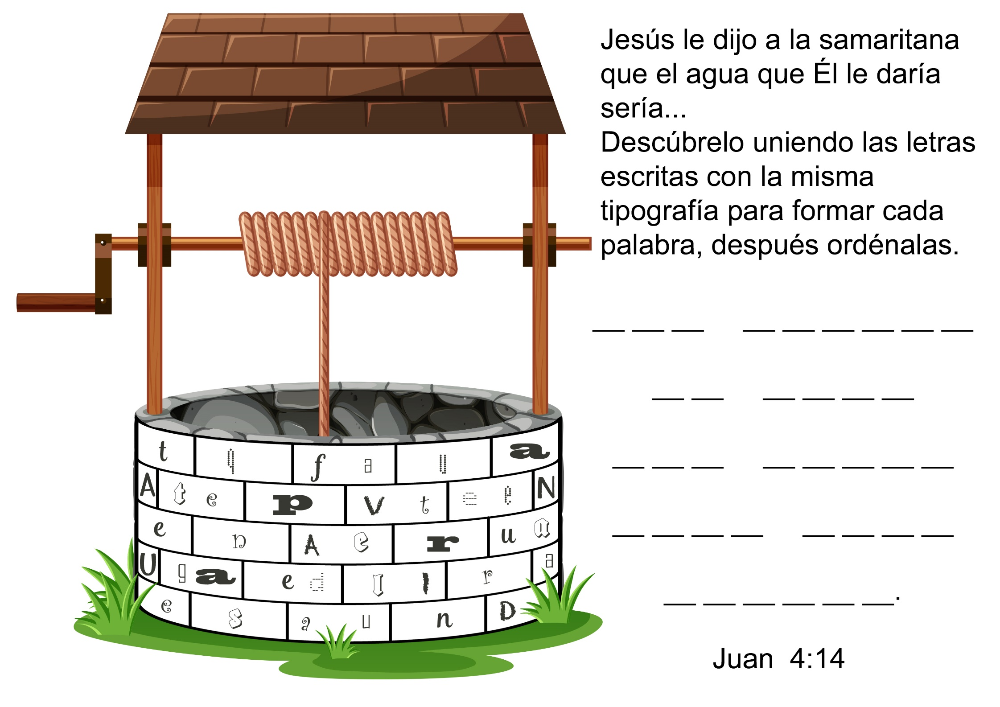 Jesús le dijo a la samaritana
que el agua que Él le daría
sería...
Descúbrelo uniendo las letras
escritas con la misma
tipografía para formar cada
palabra, después ordénalas.
_ _ _ _ _ _ _ _ _
_ _ _ _ _ _
_ _ _ _ _ _ _ _
_ _ _ _ _ _ _ _
_ _ _ _ _ _.
Juan 4:14
t q f a u a
A t e p V t e e N
e n A e r u a
U g a e d l I r a
e s a u n D